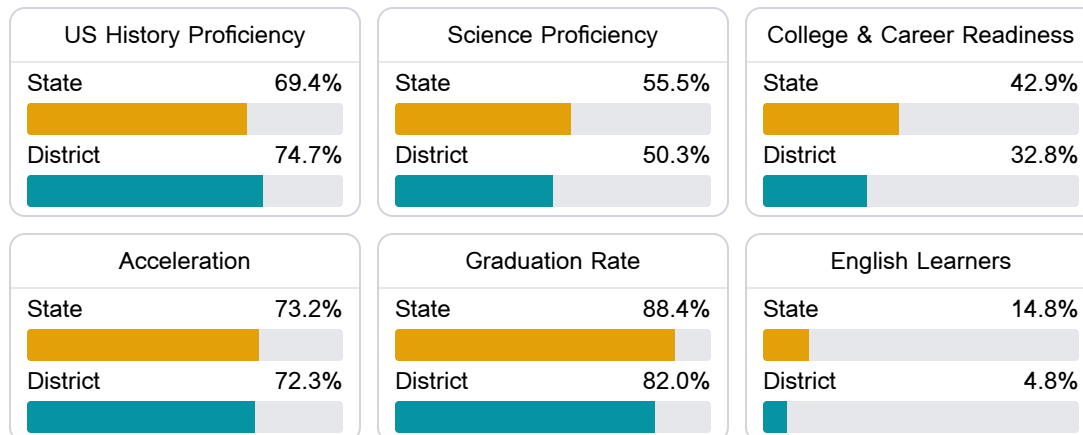 US History Proficiency
State 69.4%
District 74.7%
Science Proficiency
State 55.5%
District 50.3%
College & Career Readiness
State 42.9%
District 32.8%
Acceleration
State 73.2%
District 72.3%
Graduation Rate
State 88.4%
District 82.0%
English Learners
State 14.8%
District 4.8%